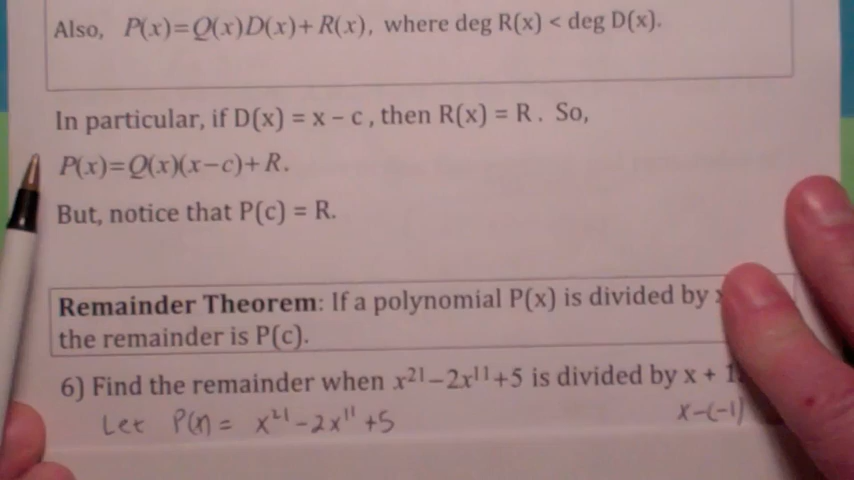 Also, P(x)=Q(x)D(x)+R(x), where deg R(x) < deg D(x).
In particular, if D(x) = x – c , then R(x) = R . So,
P(x)=Q(x)(x−c)+R.
But, notice that P(c) = R.
Remainder Theorem: If a polynomial P(x) is divided by
the remainder is P(c).
6) Find the remainder when x²¹−2x¹¹+5 is divided by x + 1.
Let P(x) = x²¹ −2x¹¹ +5
x−(−1)